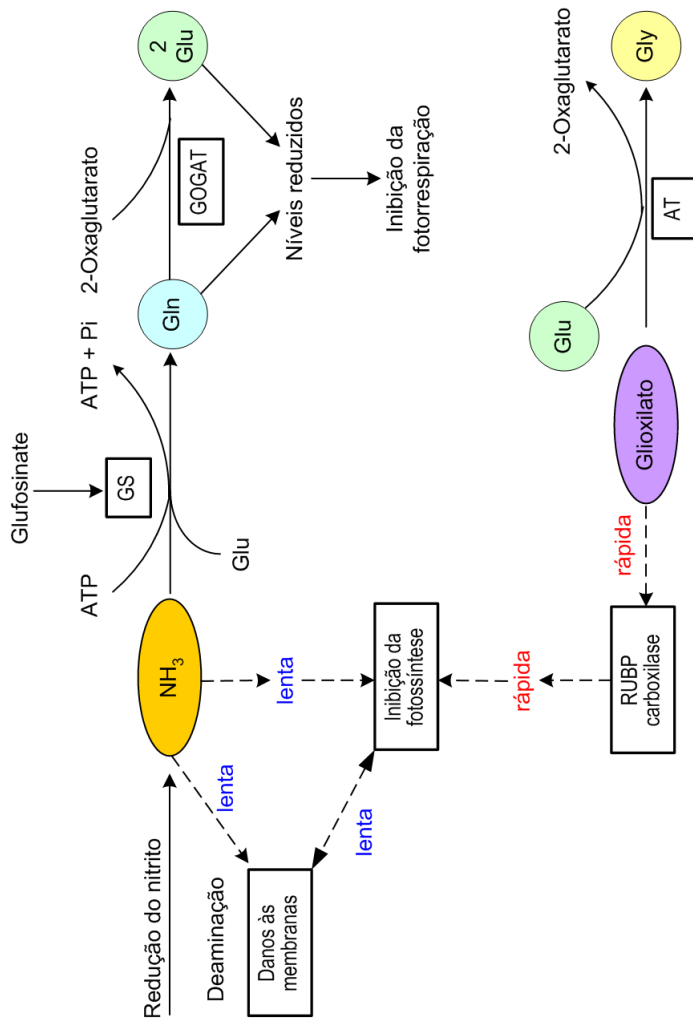 Glufosinate
ATP
ATP + Pi
2-Oxaglutarato
GS
Redução do nitrito
NH3
Gln
GOGAT
2
Glu
Glu
Deaminação
lenta
lenta
Níveis reduzidos
Danos às
membranas
lenta
Inibição da
fotossíntese
Inibição da
fotorrespiração
rápida
rápida
Glu
2-Oxaglutarato
RUBP
carboxilase
Glioxilato
AT
Gly